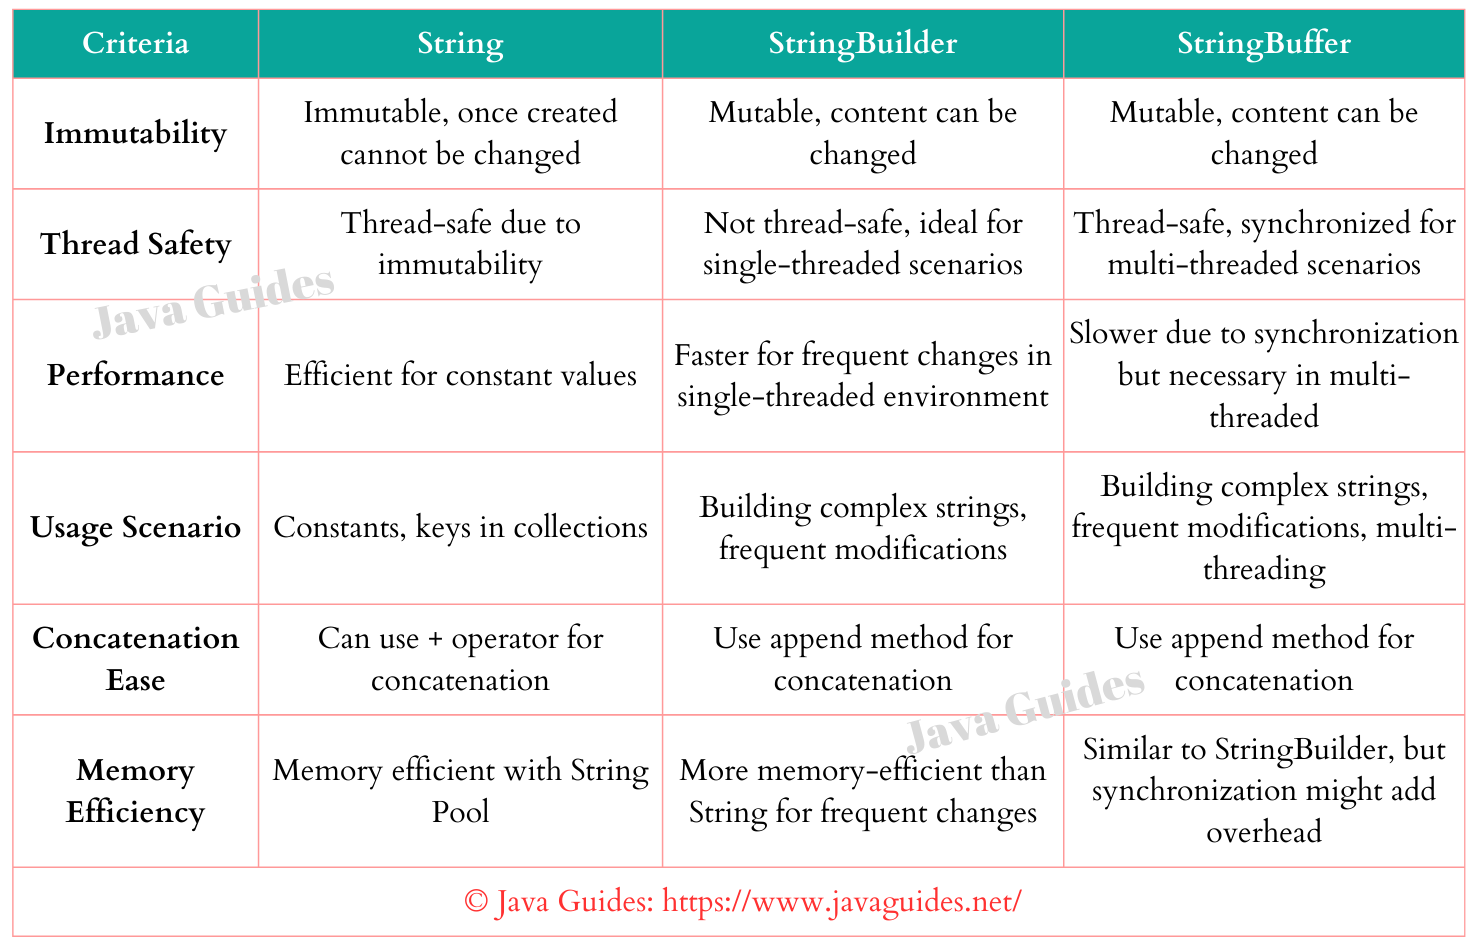 Criteria
String
StringBuilder
StringBuffer
Immutability
Immutable, once created
cannot be changed
Mutable, content can be
changed
Mutable, content can be
changed
Thread Safety
Thread-safe due to
immutability
Not thread-safe, ideal for
single-threaded scenarios
Thread-safe, synchronized for
multi-threaded scenarios
Java Guides
Performance
Efficient for constant values
Faster for frequent changes in
single-threaded environment
Slower due to synchronization
but necessary in multi-
threaded
Usage Scenario
Constants, keys in collections
Building complex strings,
frequent modifications
Building complex strings,
frequent modifications, multi-
threading
Concatenation
Ease
Can use + operator for
concatenation
Use append method for
concatenation
Use append method for
concatenation
Java Guides
Memory
Efficiency
Memory efficient with String
Pool
More memory-efficient than
String for frequent changes
Similar to StringBuilder, but
synchronization might add
overhead
© Java Guides: https://www.javaguides.net/